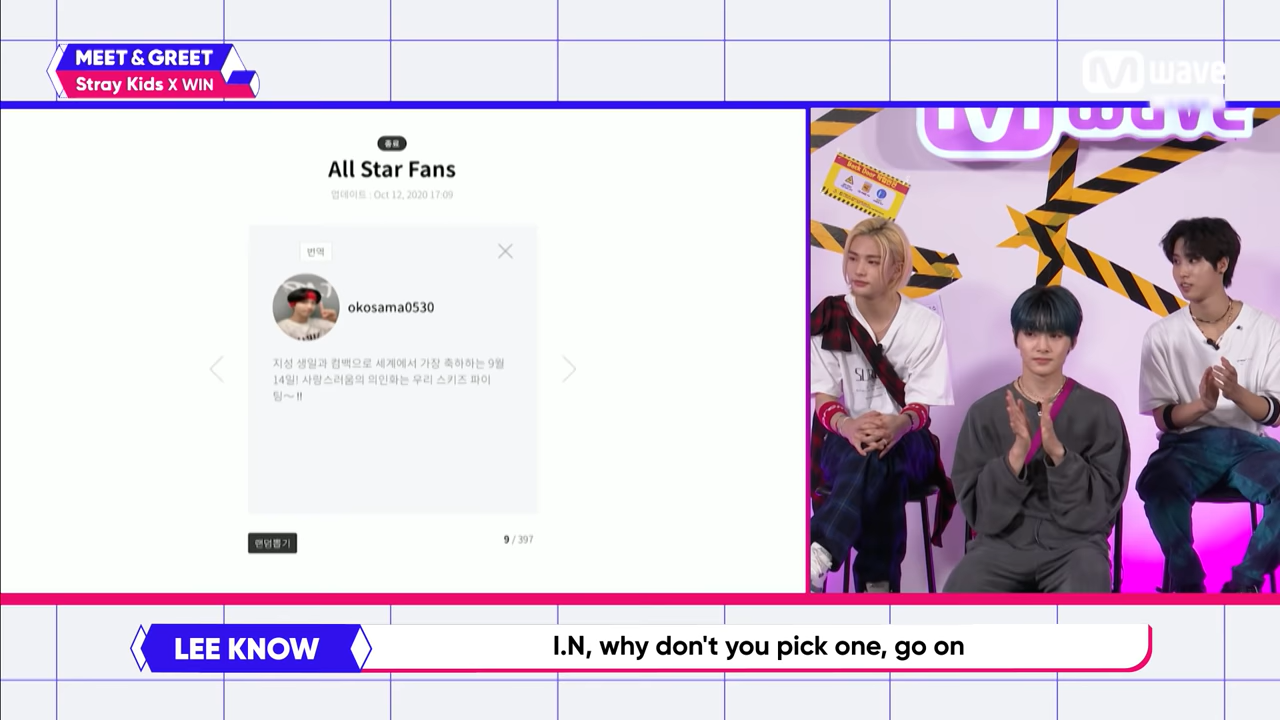 MEET & GREET
Stray Kids X WIN
M wave
M wave
종료
All Star Fans
업데이트 : Oct 12, 2020 17:09
번역
okosama0530
지성 생일과 컴백으로 세계에서 가장 축하하는 9월
14일! 사랑스러움의 의인화는 우리 스키즈 파이
팅~!!
랜덤뽑기
9 / 397
Back Door
LEE KNOW
I.N, why don't you pick one, go on